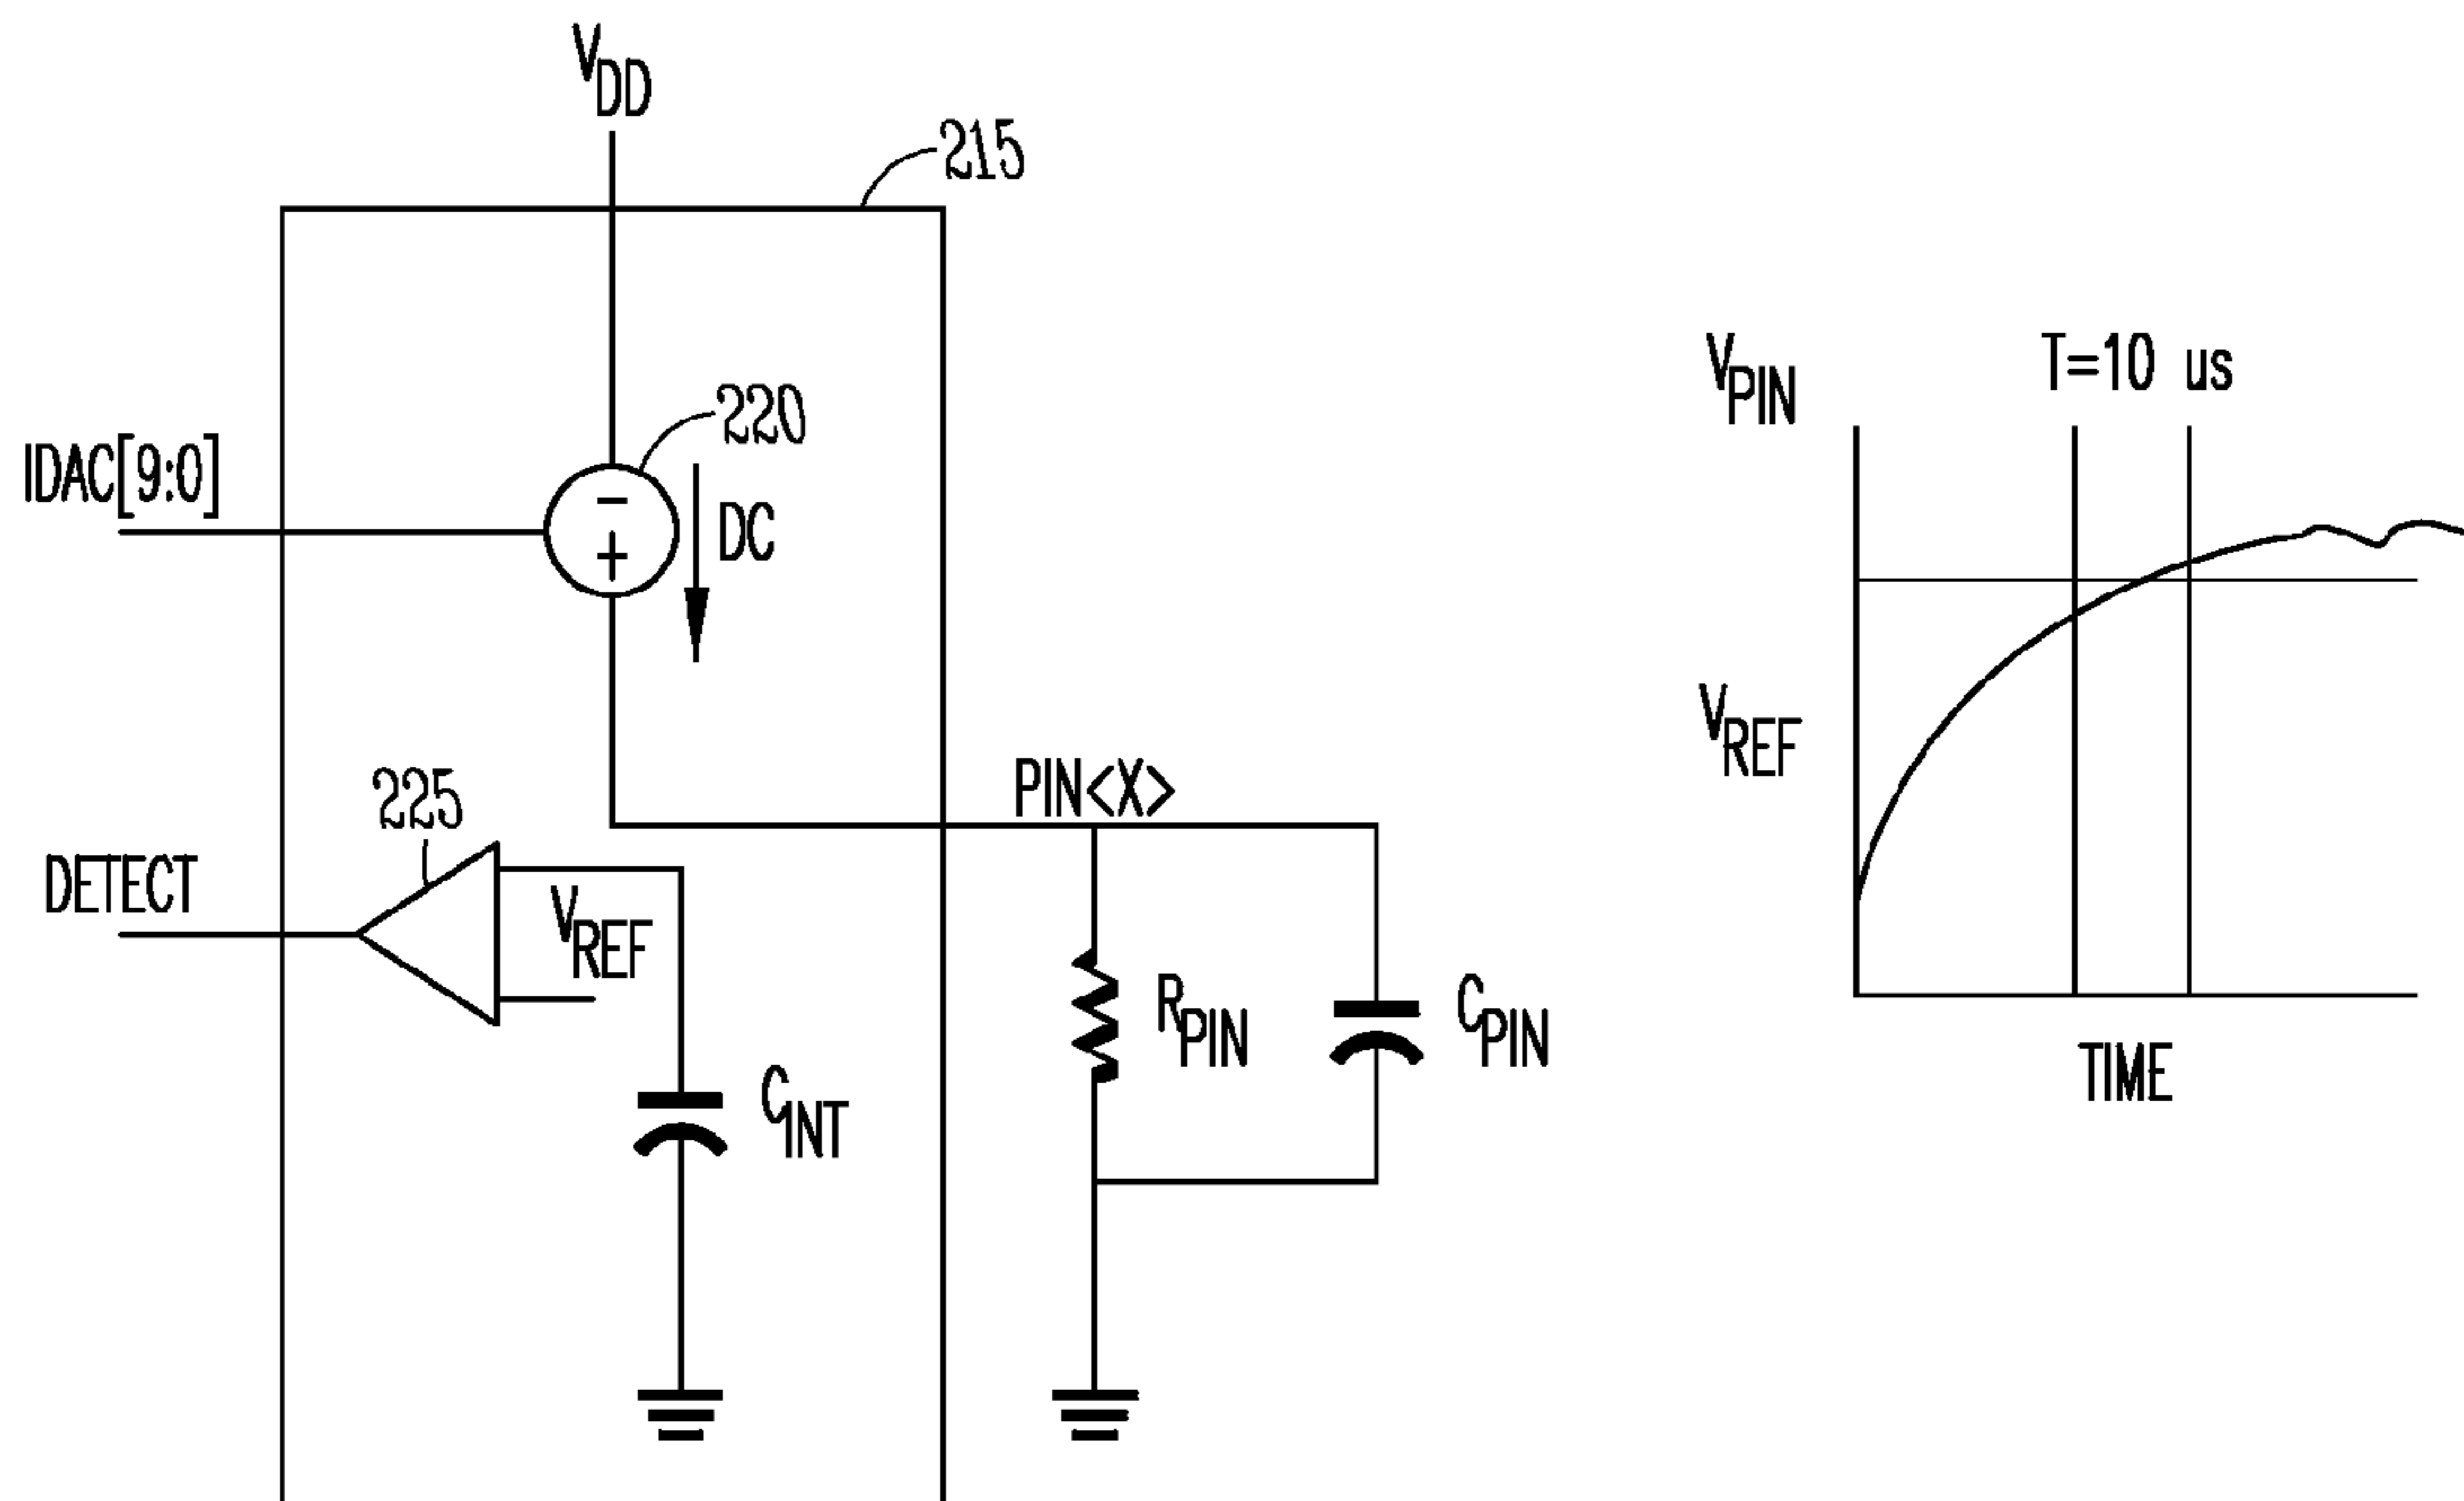 VDD
215
220
IDAC[9:0]
DC
225
DETECT
VREF
CINT
PIN<X>
RPIN
CPIN
VPIN
T=10 us
VREF
TIME